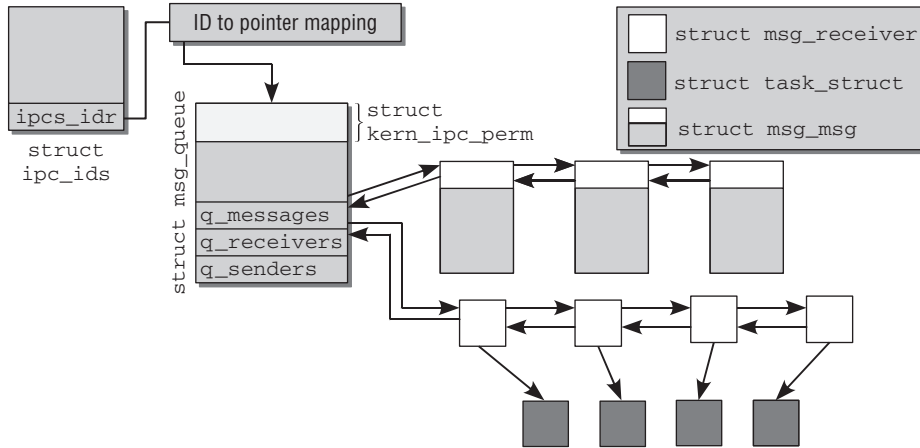 ID to pointer mapping
ipcs_idr
struct
ipc_ids
struct msg_queue
struct
kern_ipc_perm
q_messages
q_receivers
q_senders
struct msg_receiver
struct task_struct
struct msg_msg